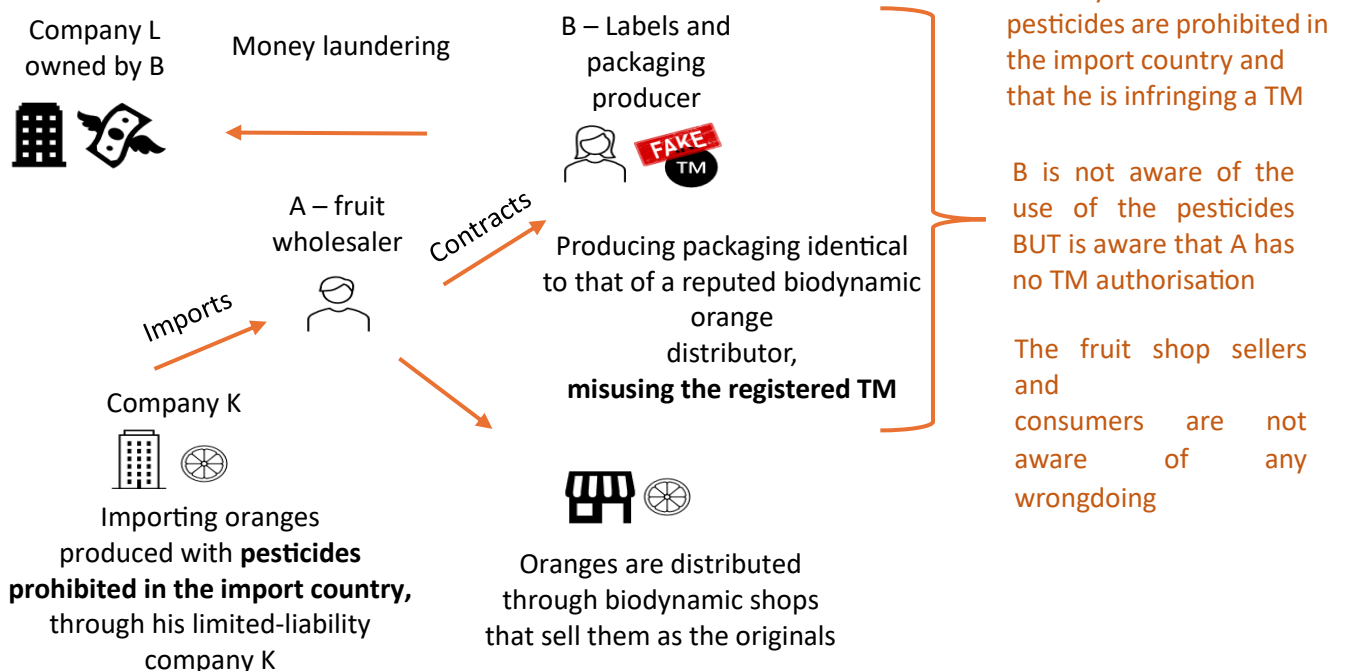 Company L
owned by B
Money laundering
B – Labels and
packaging
producer
FAKE
TM
A – fruit
wholesaler
Contracts
Imports
Producing packaging identical
to that of a reputed biodynamic
orange
distributor,
misusing the registered TM
Company K
Importing oranges
produced with pesticides
prohibited in the import country,
through his limited-liability
company K
Oranges are distributed
through biodynamic shops
that sell them as the originals
pesticides are prohibited in
the import country and
that he is infringing a TM
B is not aware of the
use of the pesticides
BUT is aware that A has
no TM authorisation
The fruit shop sellers
and
consumers are not
aware of any
wrongdoing